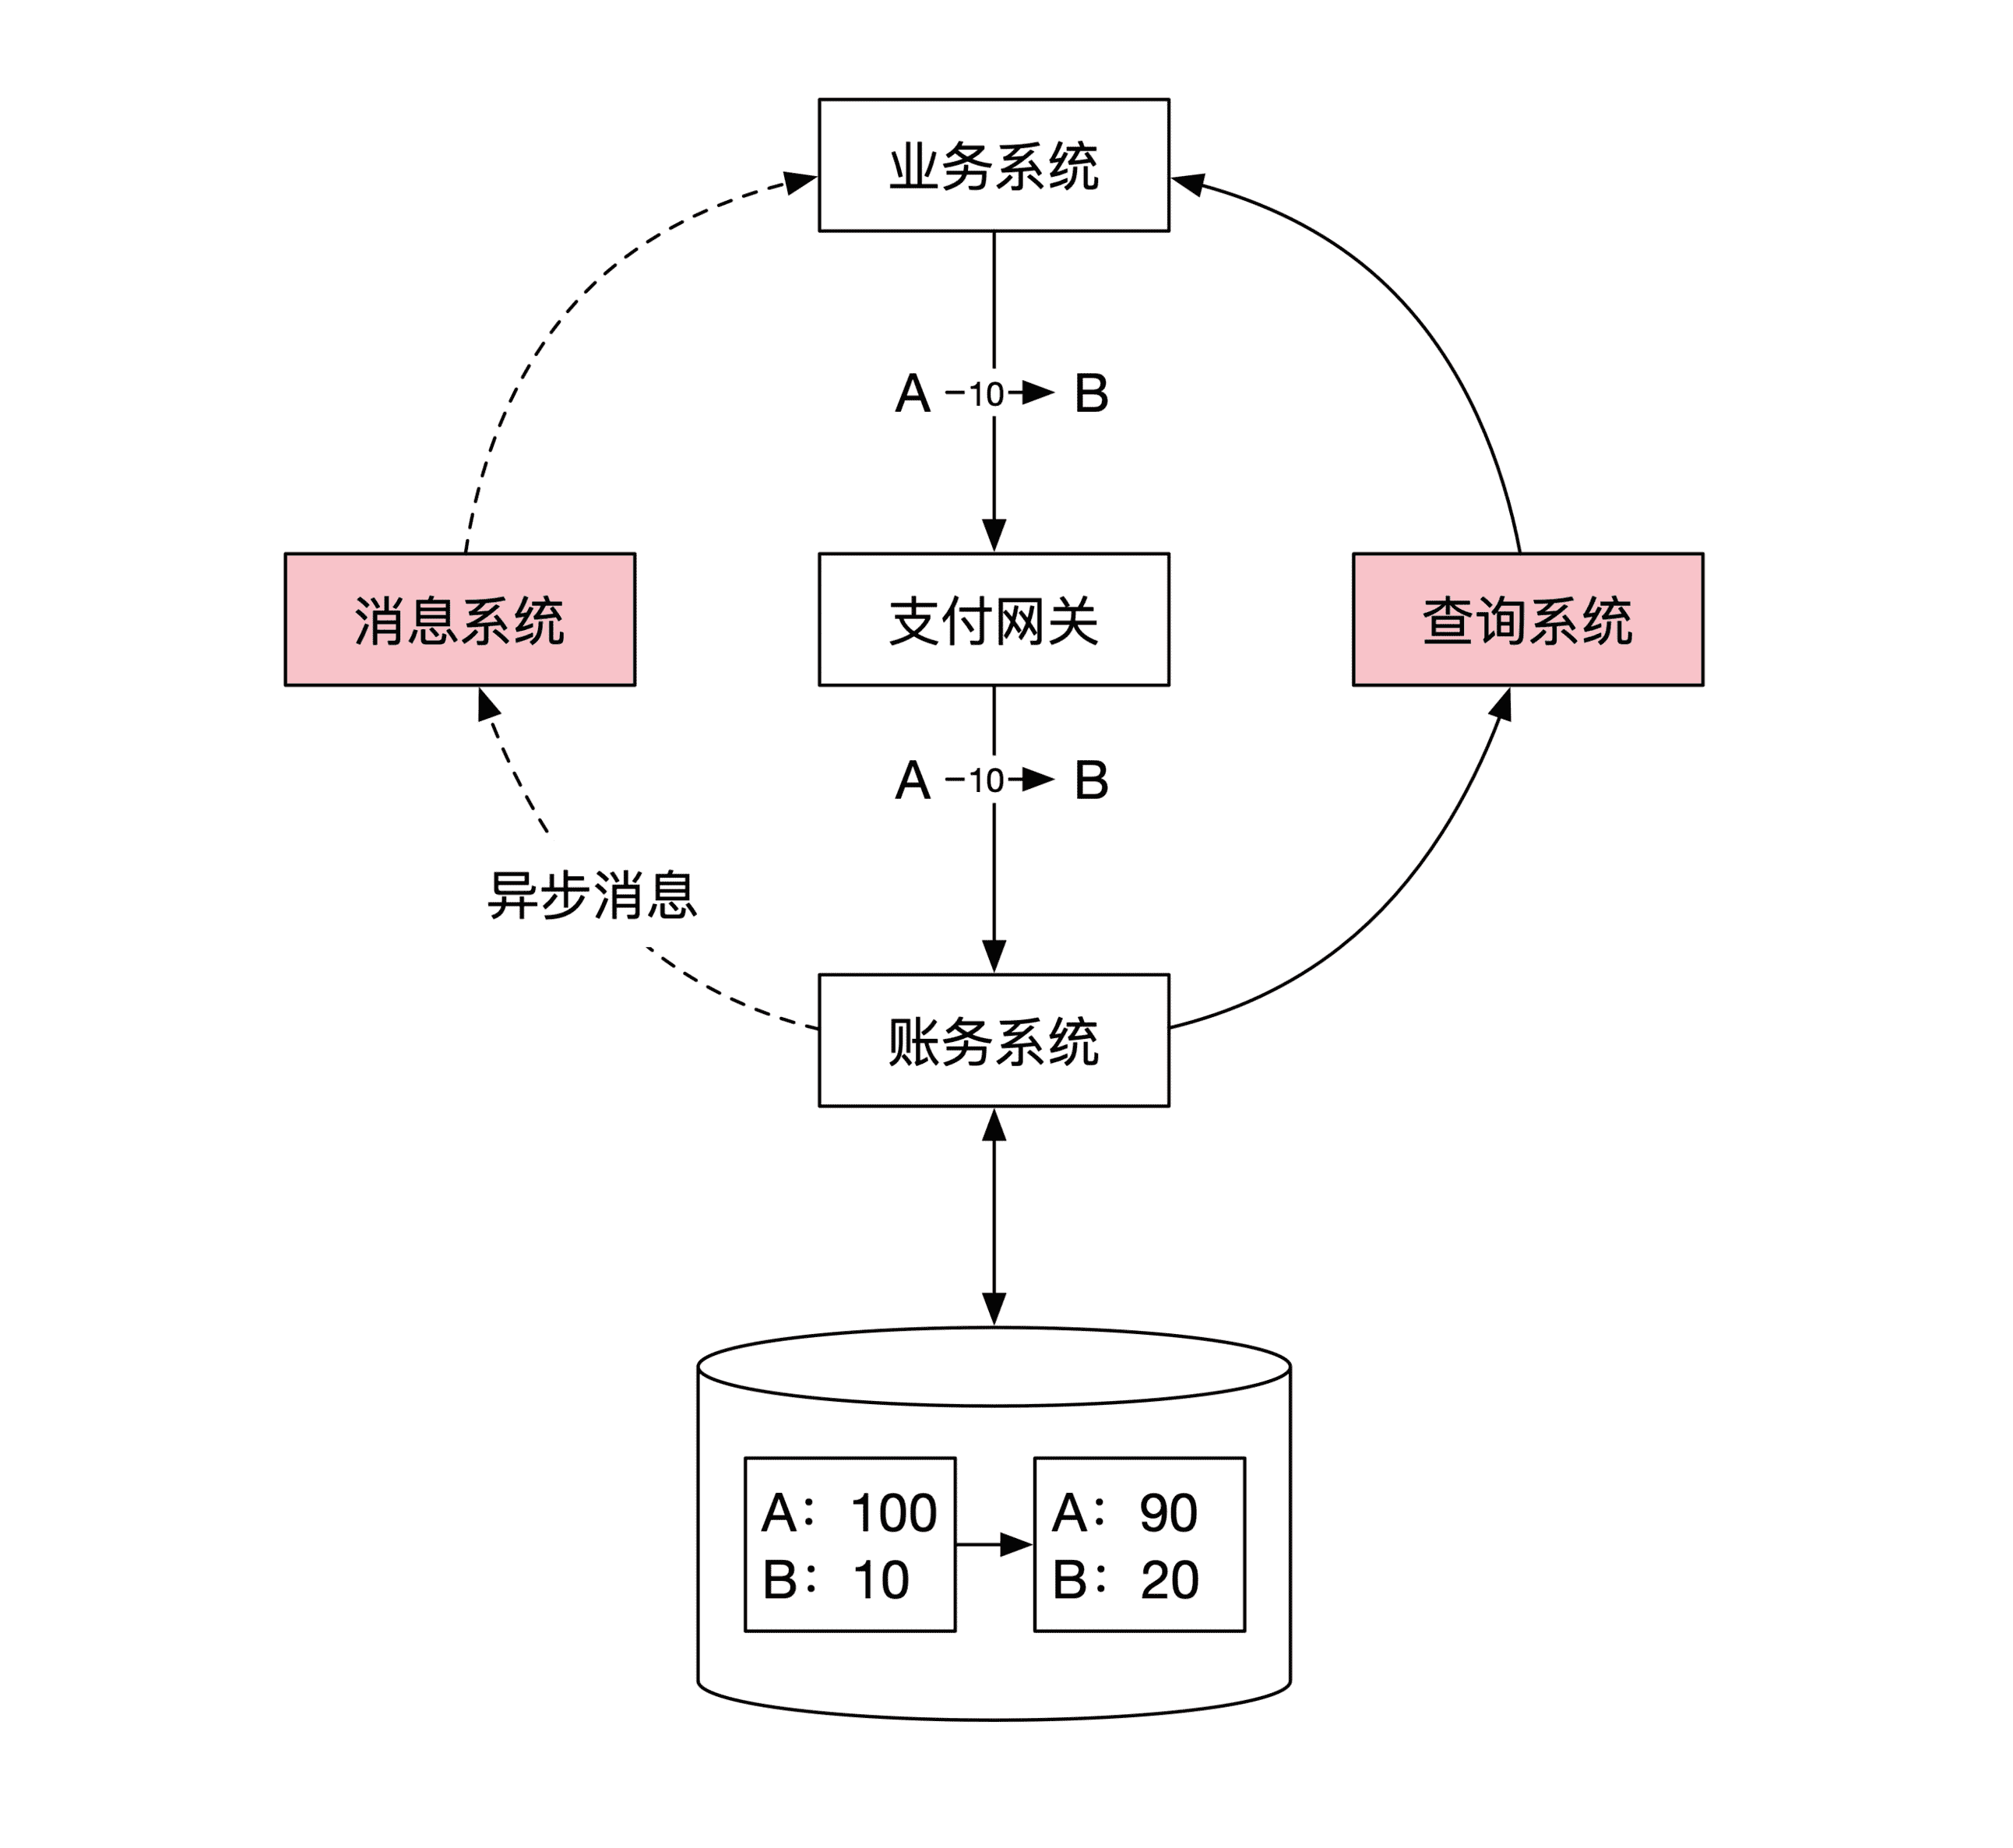 业务系统
A -10→ B
消息系统
支付网关
查询系统
A -10→ B
异步消息
账务系统
A： 100
B： 10
A： 90
B： 20